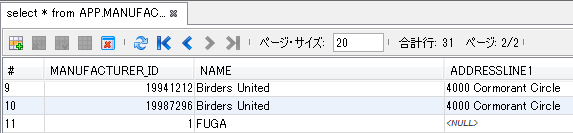 select * from APP.MANUFAC...
ページ・サイズ: 20 合計行: 31 ページ: 2/2
# MANUFACTURER_ID NAME ADDRESSLINE1
9 19941212 Birders United 4000 Cormorant Circle
10 19987296 Birders United 4000 Cormorant Circle
11 1 FUGA <NULL>